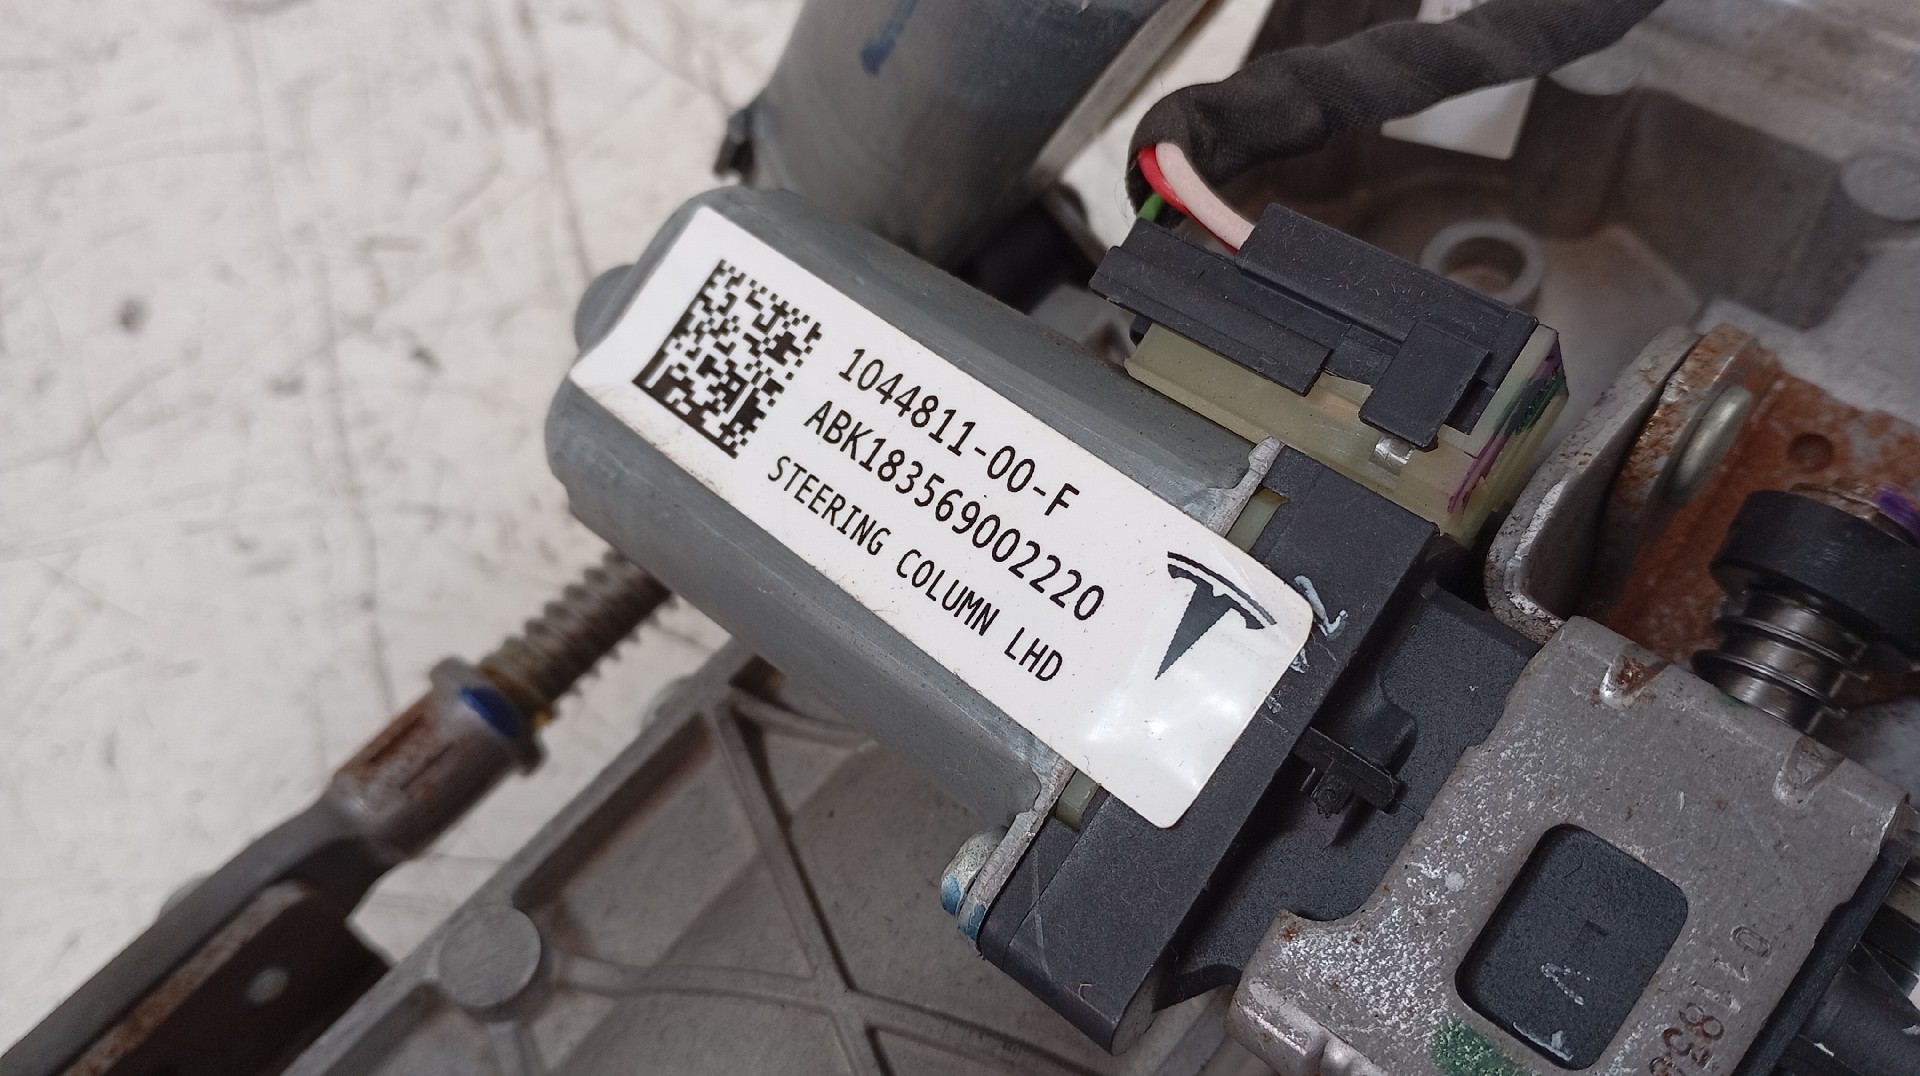 1044811-00-F
ABK183569002220
STEERING COLUMN LHD